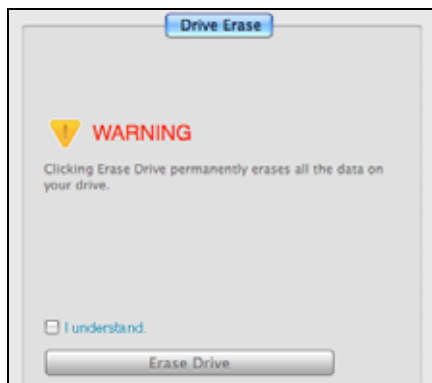 Drive Erase
WARNING
Clicking Erase Drive permanently erases all the data on
your drive.
I understand.
Erase Drive